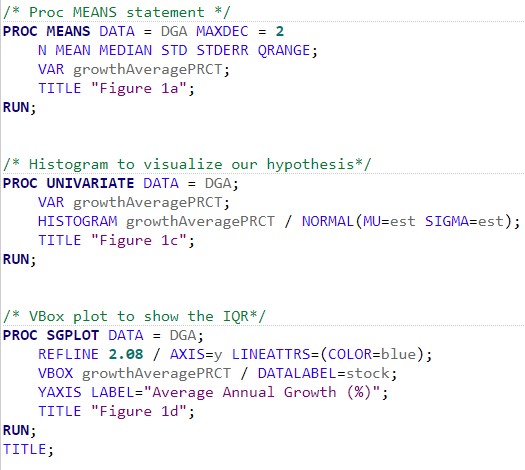 /* Proc MEANS statement */
PROC MEANS DATA = DGA MAXDEC = 2
N MEAN MEDIAN STD STDERR QRANGE;
VAR growthAveragePRCT;
TITLE "Figure 1a";
RUN;
/* Histogram to visualize our hypothesis*/
PROC UNIVARIATE DATA = DGA;
VAR growthAveragePRCT;
HISTOGRAM growthAveragePRCT / NORMAL(MU=est SIGMA=est);
TITLE "Figure 1c";
RUN;
/* VBox plot to show the IQR*/
PROC SGPLOT DATA = DGA;
REFLINE 2.08 / AXIS=y LINEATTRS=(COLOR=blue);
VBOX growthAveragePRCT / DATALABEL=stock;
YAXIS LABEL="Average Annual Growth (%)";
TITLE "Figure 1d";
RUN;
TITLE;